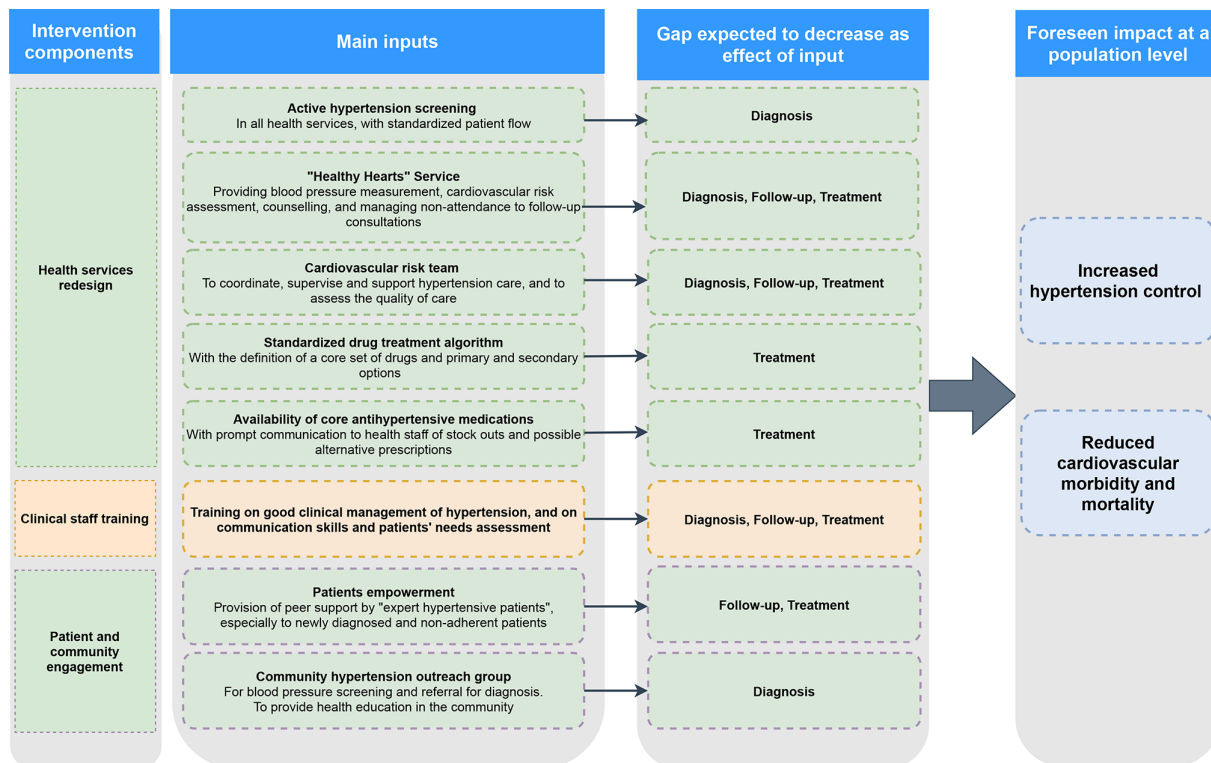 Intervention
components
Main inputs
Gap expected to decrease as
effect of input
Foreseen impact at a
population level
Health services
redesign
Active hypertension screening
In all health services, with standardized patient flow
Diagnosis
"Healthy Hearts" Service
Providing blood pressure measurement, cardiovascular risk
assessment, counselling, and managing non-attendance to follow-up
consultations
Diagnosis, Follow-up, Treatment
Cardiovascular risk team
To coordinate, supervise and support hypertension care, and to
assess the quality of care
Diagnosis, Follow-up, Treatment
Standardized drug treatment algorithm
With the definition of a core set of drugs and primary and secondary
options
Treatment
Availability of core antihypertensive medications
With prompt communication to health staff of stock outs and possible
alternative prescriptions
Treatment
Clinical staff training
Training on good clinical management of hypertension, and on
communication skills and patients' needs assessment
Diagnosis, Follow-up, Treatment
Patient and
community
engagement
Patients empowerment
Provision of peer support by "expert hypertensive patients",
especially to newly diagnosed and non-adherent patients
Follow-up, Treatment
Community hypertension outreach group
For blood pressure screening and referral for diagnosis.
To provide health education in the community
Diagnosis
Increased
hypertension control
Reduced
cardiovascular
morbidity and
mortality